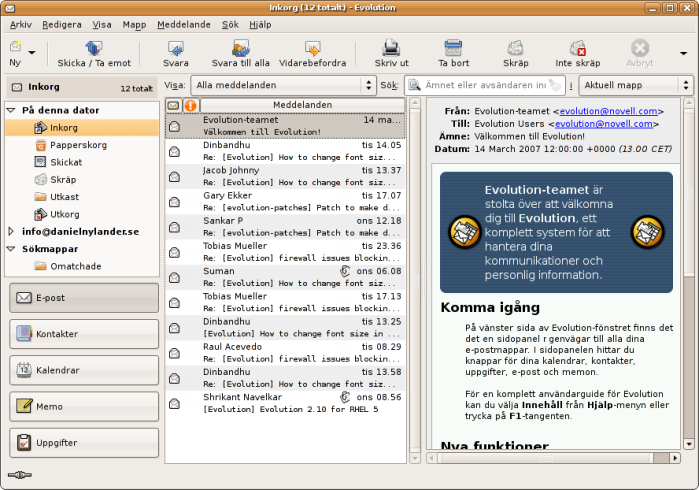 Inkorg (12 totalt) - Evolution
Arkiv Redigera Visa Mapp Meddelande Sök Hjälp
Ny Skicka / Ta emot Svara Svara till alla Vidarebefordra Skriv ut Ta bort Skräp Inte skräp Avbryt
Inkorg 12 totalt
Visa: Alla meddelanden Sök: Ämnet eller avsändaren in i Aktuell mapp
På denna dator
Inkorg
Papperskorg
Skickat
Skräp
Utkast
Utkorg
info@danielnylander.se
Sökmappar
Omatchade
E-post
Kontakter
Kalendrar
Memo
Uppgifter
Meddelanden
Evolution-teamet 14 ma...
Välkommen till Evolution!
Dinbandhu tis 14.05
Re: [Evolution] How to change font siz...
Jacob Johnny tis 13.37
Re: [Evolution] How to change font siz...
Gary Ekker tis 17.07
Re: [evolution-patches] Patch to make d...
Sankar P ons 12.18
Re: [evolution-patches] Patch to make d...
Tobias Mueller tis 23.36
Re: [Evolution] firewall issues blockin...
Suman ons 06.08
Re: [Evolution] How to change font siz...
Tobias Mueller tis 17.13
Re: [Evolution] firewall issues blockin...
Dinbandhu tis 13.25
[Evolution] How to change font size in ...
Raul Acevedo tis 08.29
Re: [Evolution] firewall issues blockin...
Dinbandhu tis 13.58
Re: [Evolution] How to change font siz...
Shrikant Navelkar ons 08.56
[Evolution] Evolution 2.10 for RHEL 5
Från: Evolution-teamet <evolution@novell.com>
Till: Evolution Users <evolution@novell.com>
Ämne: Välkommen till Evolution!
Datum: 14 March 2007 12:00:00 +0000 (13.00 CET)
Evolution-teamet är
stolta över att välkomna
dig till Evolution, ett
komplett system för att
hantera dina
kommunikationer och
personlig information.
Komma igång
På vänster sida av Evolution-fönstret finns det
det en sidopanel r genvägar till alla dina
e-postmappar. I sidopanelen hittar du
knappar för dina kalendrar, kontakter,
uppgifter, e-post och memon.
För en komplett användarguide för Evolution
kan du välja Innehåll från Hjälp-menyn eller
trycka på F1-tangenten.
Nya funktioner